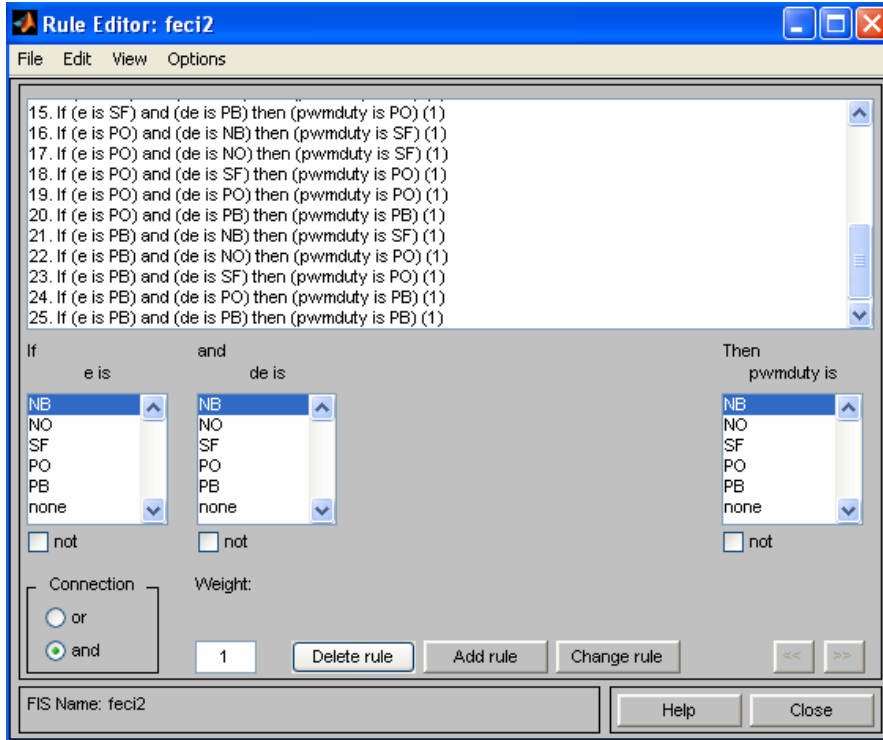 Rule Editor: feci2
File Edit View Options
15. If (e is SF) and (de is PB) then (pwmduty is PO) (1)
16. If (e is PO) and (de is NB) then (pwmduty is SF) (1)
17. If (e is PO) and (de is NO) then (pwmduty is SF) (1)
18. If (e is PO) and (de is SF) then (pwmduty is PO) (1)
19. If (e is PO) and (de is PO) then (pwmduty is PO) (1)
20. If (e is PO) and (de is PB) then (pwmduty is PB) (1)
21. If (e is PB) and (de is NB) then (pwmduty is SF) (1)
22. If (e is PB) and (de is NO) then (pwmduty is PO) (1)
23. If (e is PB) and (de is SF) then (pwmduty is PO) (1)
24. If (e is PB) and (de is PO) then (pwmduty is PB) (1)
25. If (e is PB) and (de is PB) then (pwmduty is PB) (1)
If and Then
e is de is pwmduty is
NB NB NB
NO NO NO
SF SF SF
PO PO PO
PB PB PB
none none none
not not not
Connection Weight:
or
and 1 Delete rule Add rule Change rule << >>
FIS Name: feci2 Help Close